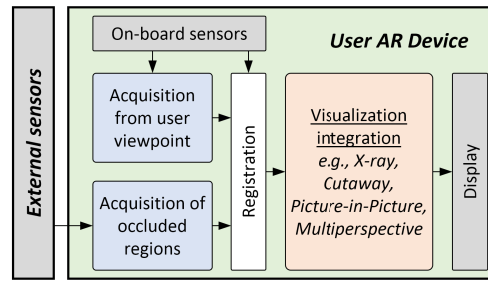 External sensors
On-board sensors
User AR Device
Acquisition
from user
viewpoint
Acquisition of
occluded
regions
Registration
Visualization
integration
e.g., X-ray,
Cutaway,
Picture-in-Picture,
Multiperspective
Display